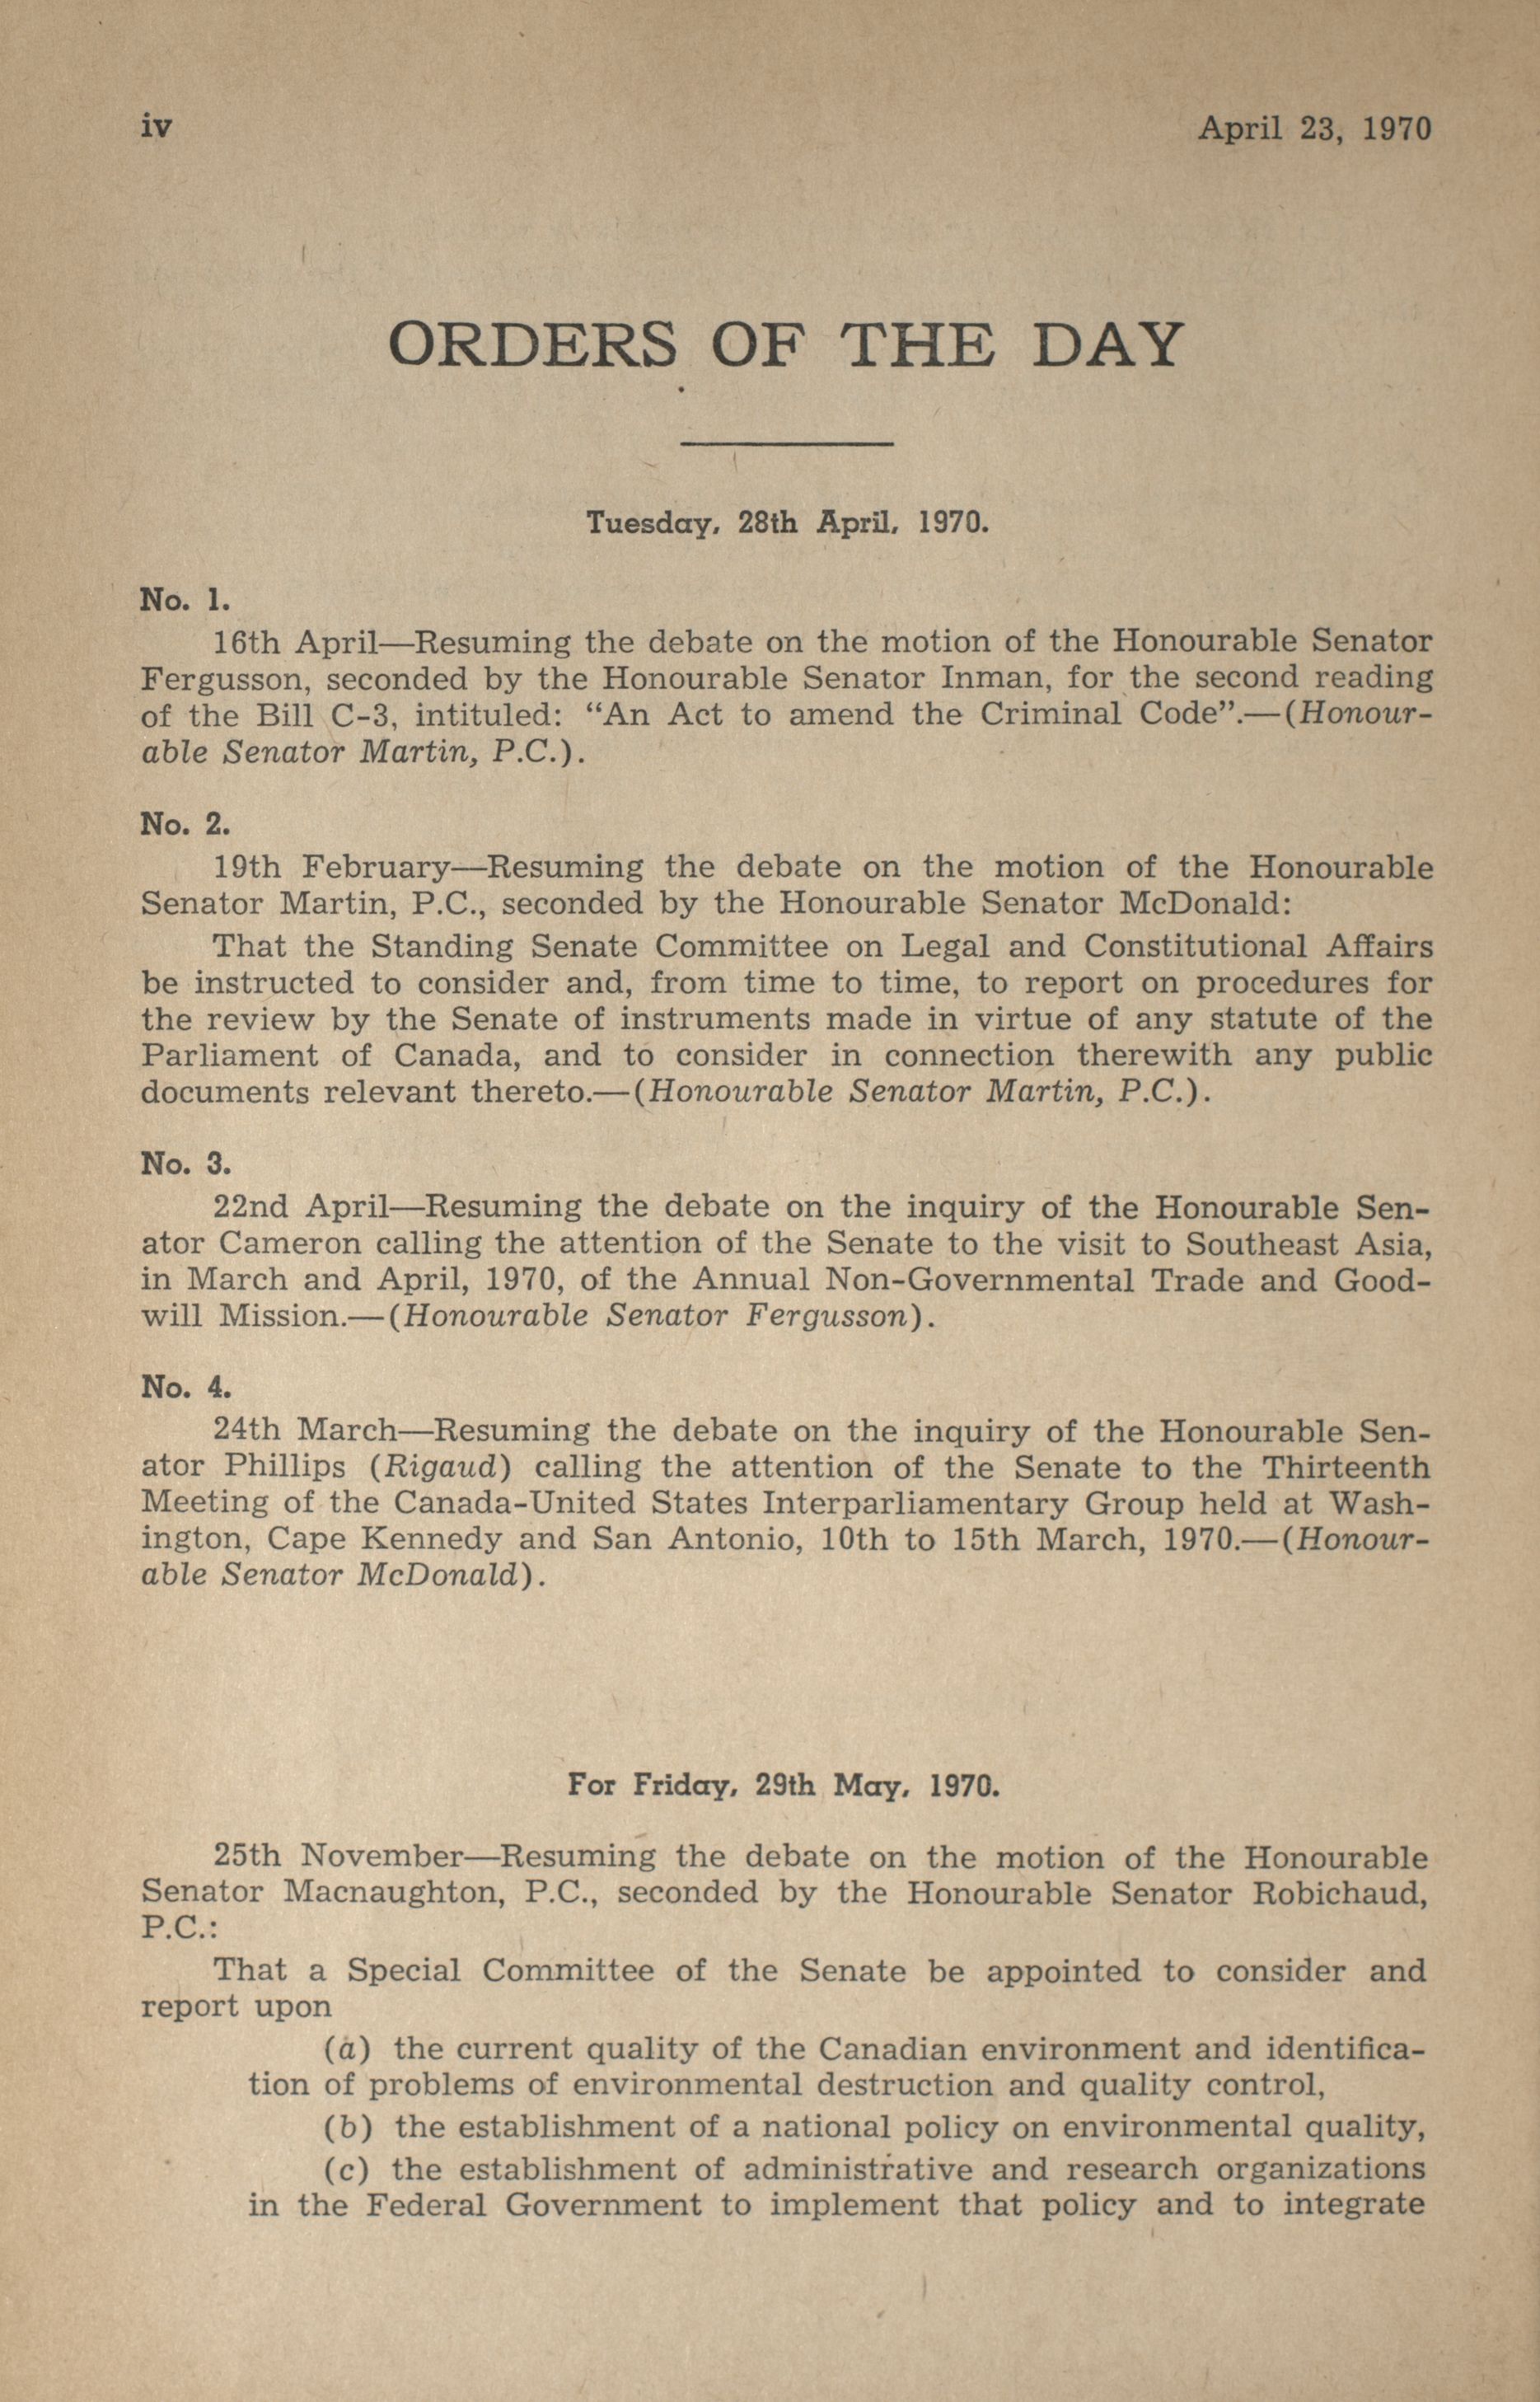 iv
April 23, 1970
ORDERS OF THE DAY
Tuesday, 28th April, 1970.
No. 1.
16th April—Resuming the debate on the motion of the Honourable Senator
Fergusson, seconded by the Honourable Senator Inman, for the second reading
of the Bill C-3, intituled: “An Act to amend the Criminal Code”.—(Honour-
able Senator Martin, P.C.).
No. 2.
19th February—Resuming the debate on the motion of the Honourable
Senator Martin, P.C., seconded by the Honourable Senator McDonald:
That the Standing Senate Committee on Legal and Constitutional Affairs
be instructed to consider and, from time to time, to report on procedures for
the review by the Senate of instruments made in virtue of any statute of the
Parliament of Canada, and to consider in connection therewith any public
documents relevant thereto.—(Honourable Senator Martin, P.C.).
No. 3.
22nd April—Resuming the debate on the inquiry of the Honourable Sen-
ator Cameron calling the attention of the Senate to the visit to Southeast Asia,
in March and April, 1970, of the Annual Non-Governmental Trade and Good-
will Mission.—(Honourable Senator Fergusson).
No. 4.
24th March—Resuming the debate on the inquiry of the Honourable Sen-
ator Phillips (Rigaud) calling the attention of the Senate to the Thirteenth
Meeting of the Canada-United States Interparliamentary Group held at Wash-
ington, Cape Kennedy and San Antonio, 10th to 15th March, 1970.—(Honour-
able Senator McDonald).
For Friday, 29th May, 1970.
25th November—Resuming the debate on the motion of the Honourable
Senator Macnaughton, P.C., seconded by the Honourable Senator Robichaud,
P.C.:
That a Special Committee of the Senate be appointed to consider and
report upon
(a) the current quality of the Canadian environment and identifica-
tion of problems of environmental destruction and quality control,
(b) the establishment of a national policy on environmental quality,
(c) the establishment of administrative and research organizations
in the Federal Government to implement that policy and to integrate